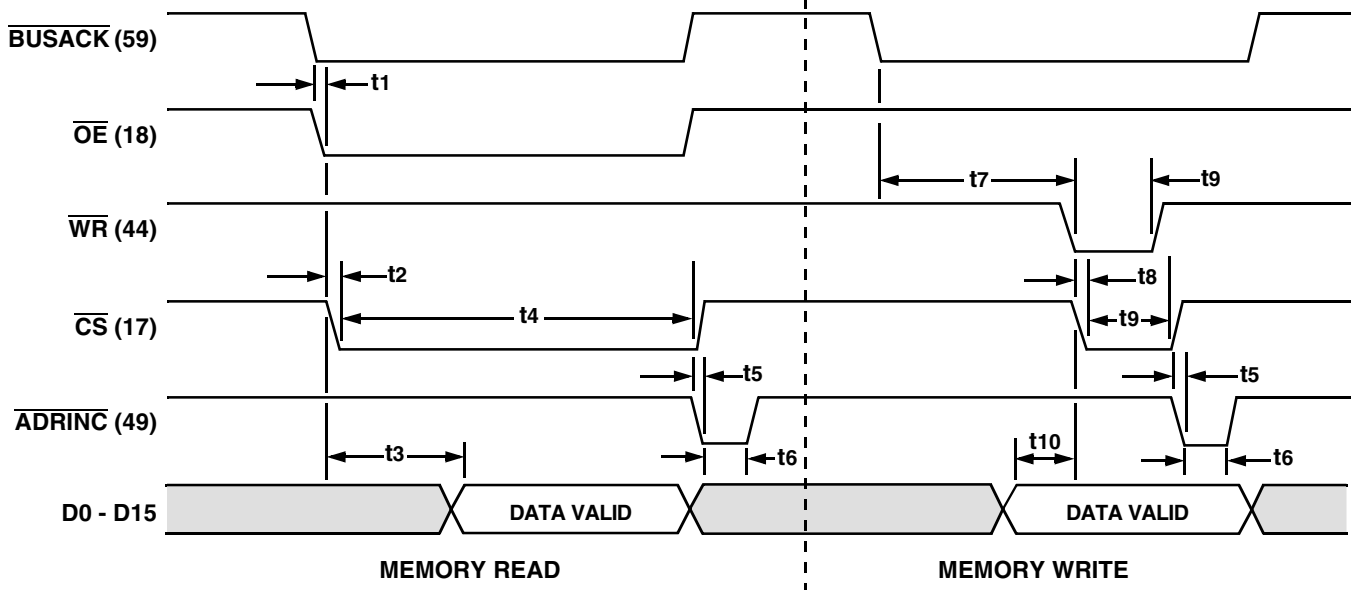 BUSACK (59)
t1
OE (18)
t7
t9
WR (44)
t2
t8
t4
CS (17)
t9
t5
t5
ADRINC (49)
t3
t10
t6
t6
D0 - D15
DATA VALID
DATA VALID
MEMORY READ
MEMORY WRITE